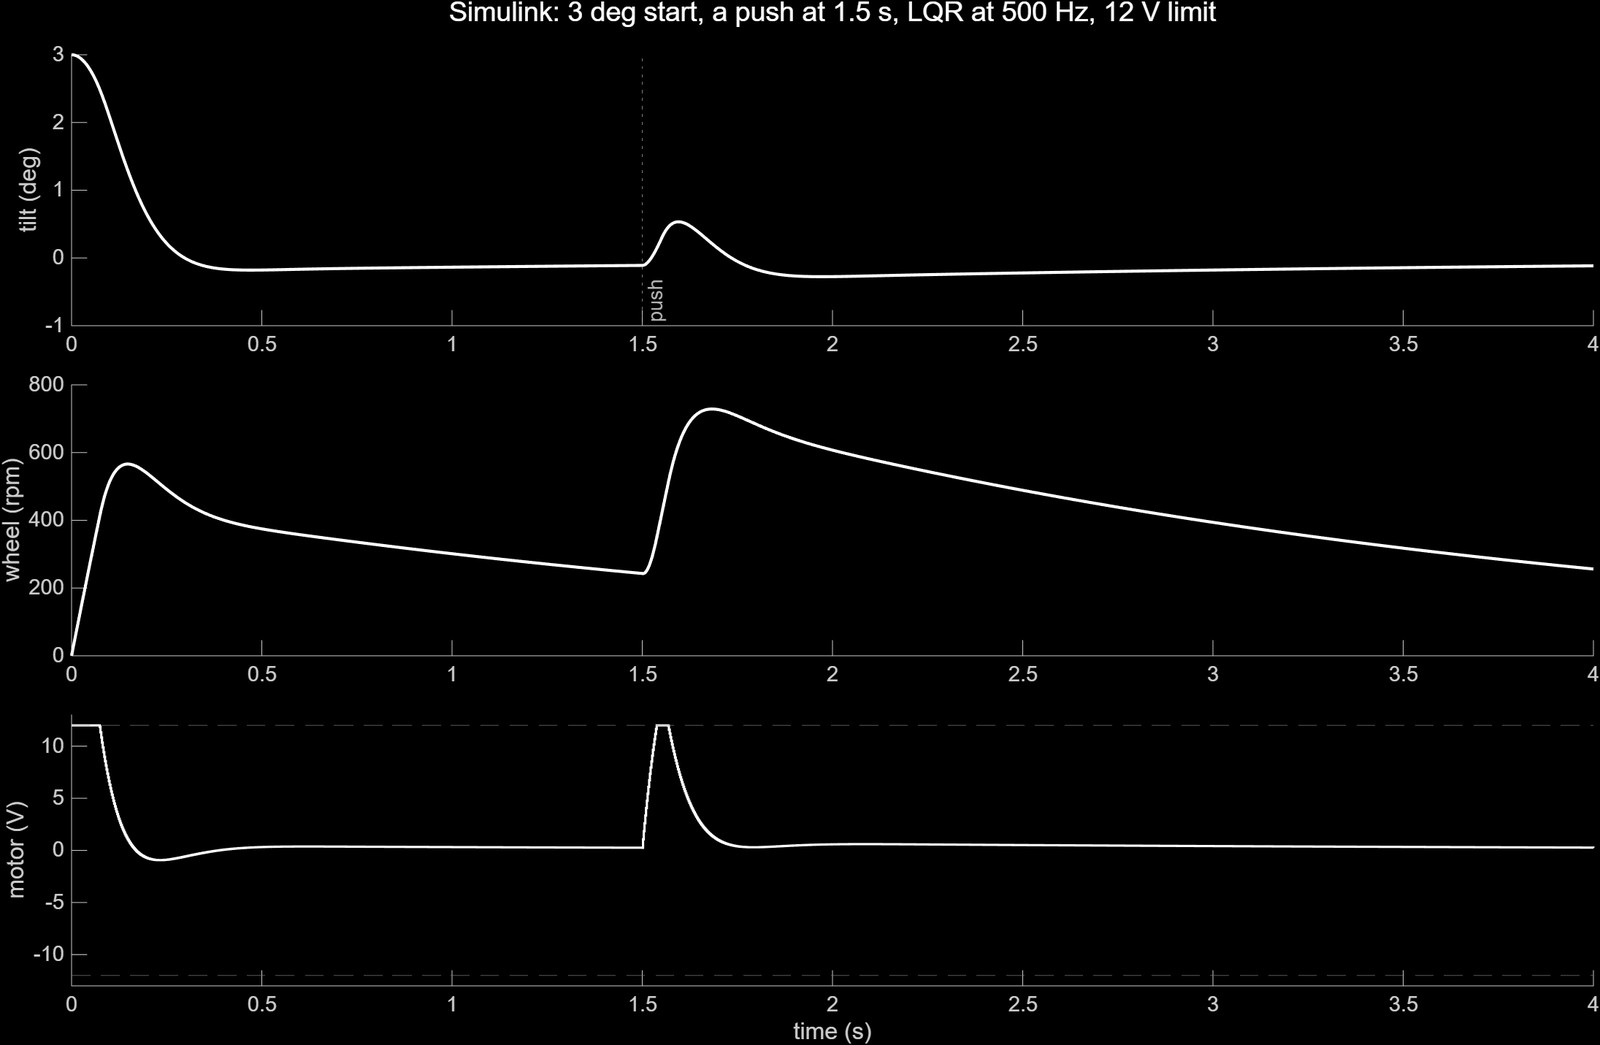 Simulink: 3 deg start, a push at 1.5 s, LQR at 500 Hz, 12 V limit
tilt (deg)
3
2
1
0
-1
push
0 0.5 1 1.5 2 2.5 3 3.5 4
wheel (rpm)
800
600
400
200
0
0 0.5 1 1.5 2 2.5 3 3.5 4
motor (V)
10
5
0
-5
-10
0 0.5 1 1.5 2 2.5 3 3.5 4
time (s)